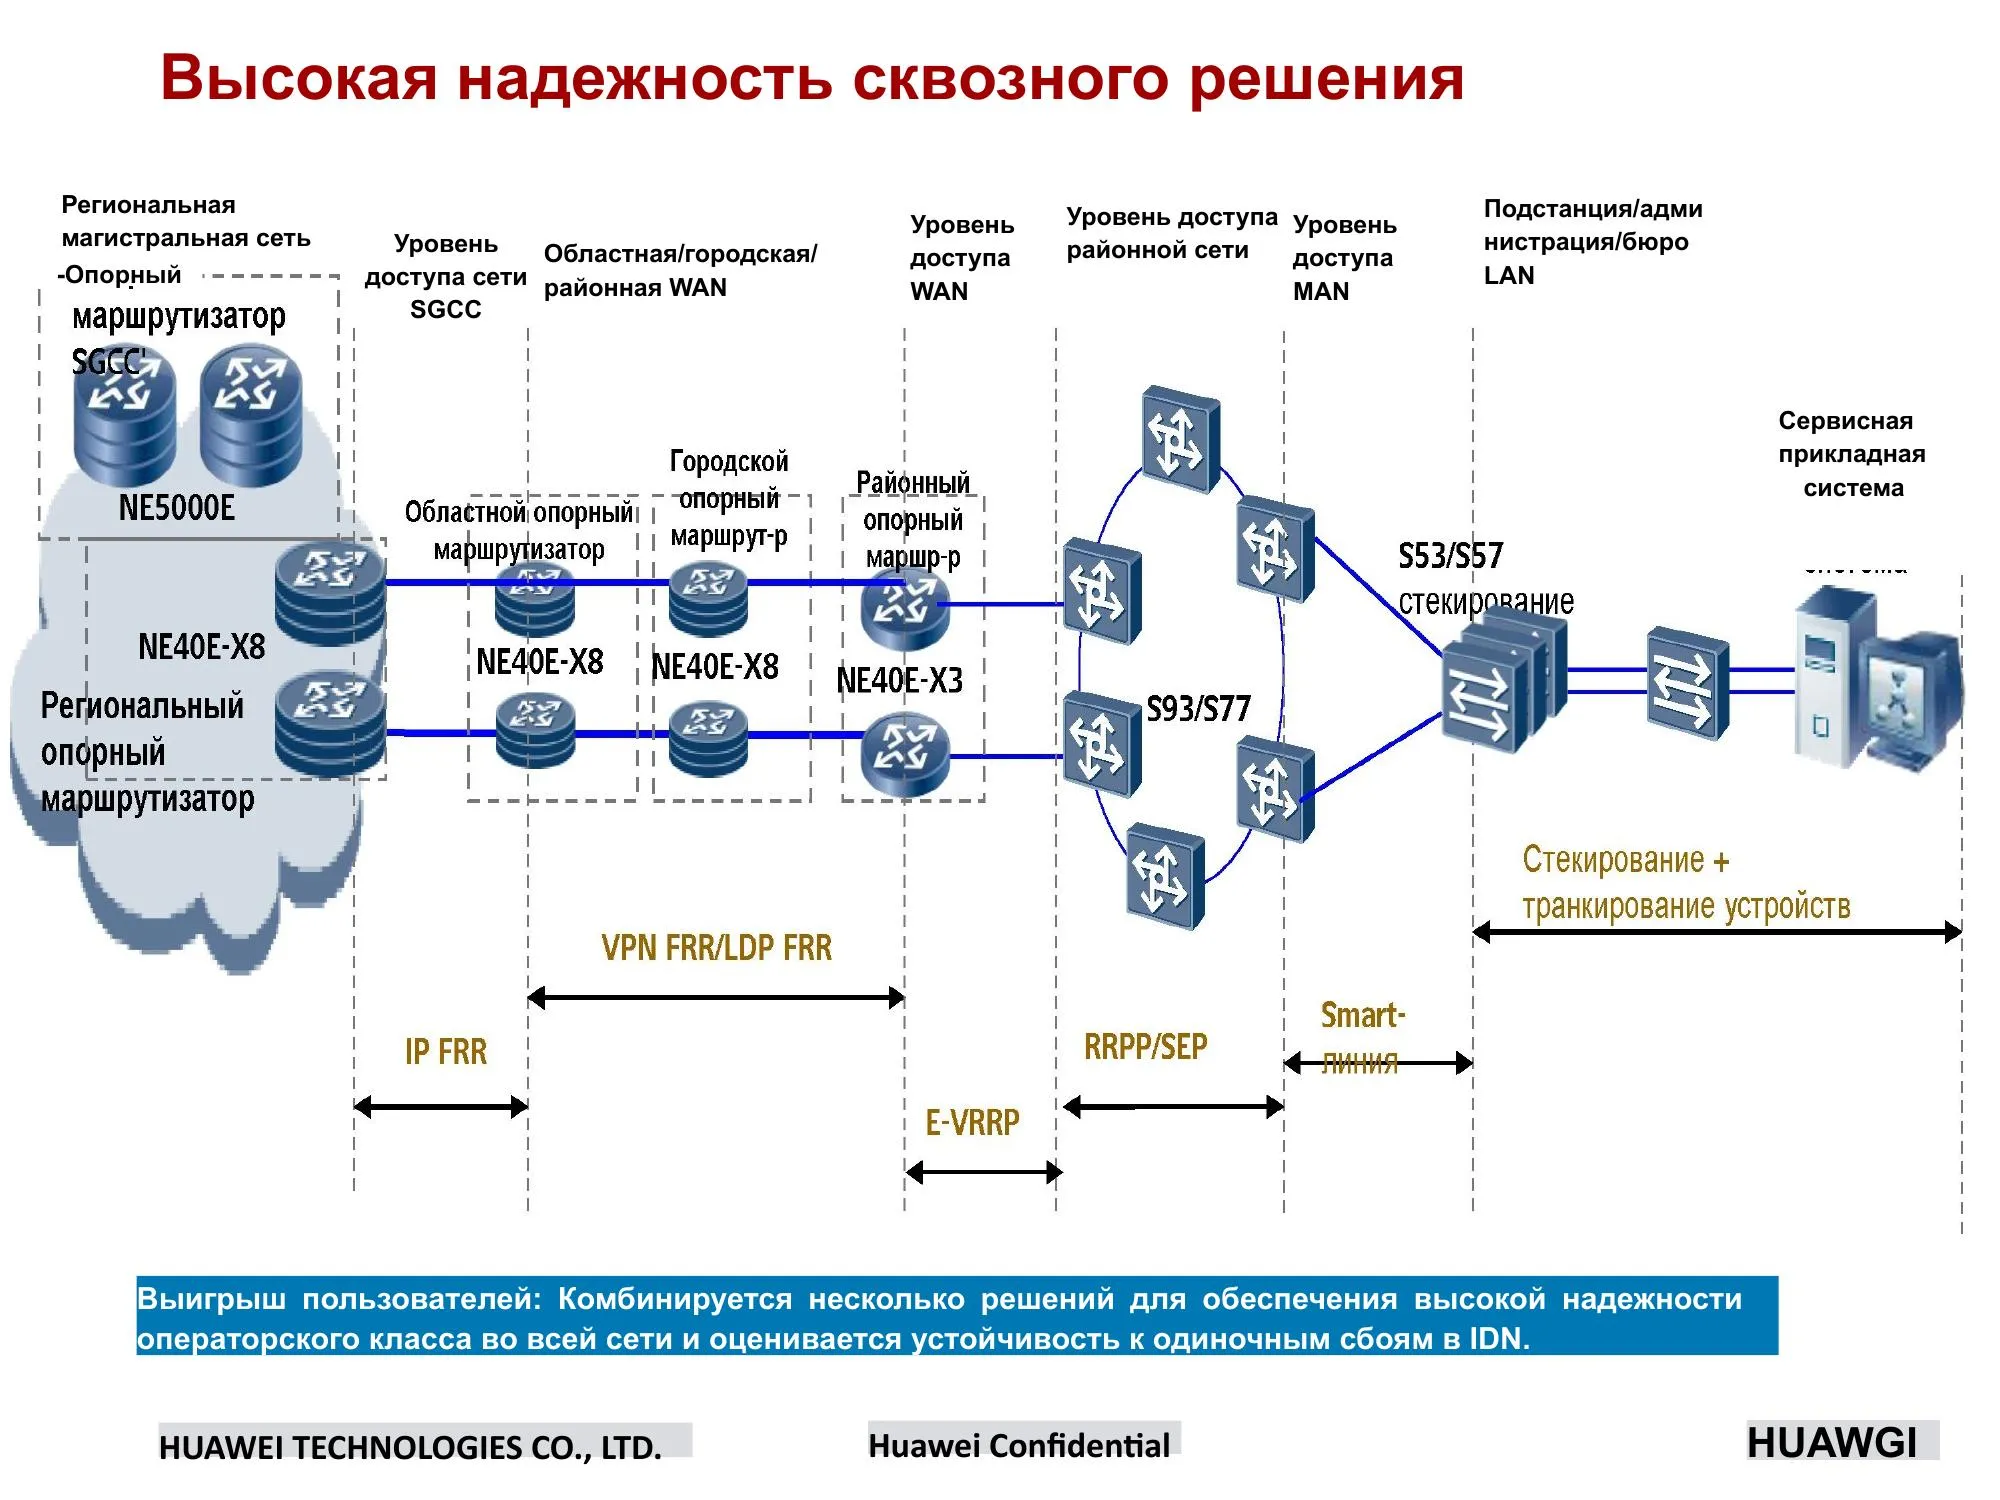 Высокая надежность сквозного решения
Региональная
магистральная сеть
-Опорный
маршрутизатор
SGCC'
Уровень
доступа сети
SGCC
Областная/городская/
районная WAN
Уровень
доступа
WAN
Уровень доступа
районной сети
Уровень
доступа
MAN
Подстанция/адми
нистрация/бюро
LAN
Сервисная
прикладная
система
NE5000E
Областной опорный
маршрутизатор
Городской
опорный
маршрут-р
Районный
опорный
маршр-р
S53/S57
стекирование
NE40E-X8
NE40E-X8
NE40E-X8
NE40E-X3
S93/S77
Региональный
опорный
маршрутизатор
Стекирование +
транкирование устройств
VPN FRR/LDP FRR
IP FRR
RRPP/SEP
Smart-
линия
E-VRRP
Выигрыш пользователей: Комбинируется несколько решений для обеспечения высокой надежности
операторского класса во всей сети и оценивается устойчивость к одиночным сбоям в IDN.
HUAWEI TECHNOLOGIES CO., LTD.
Huawei Confidential
HUAWGI